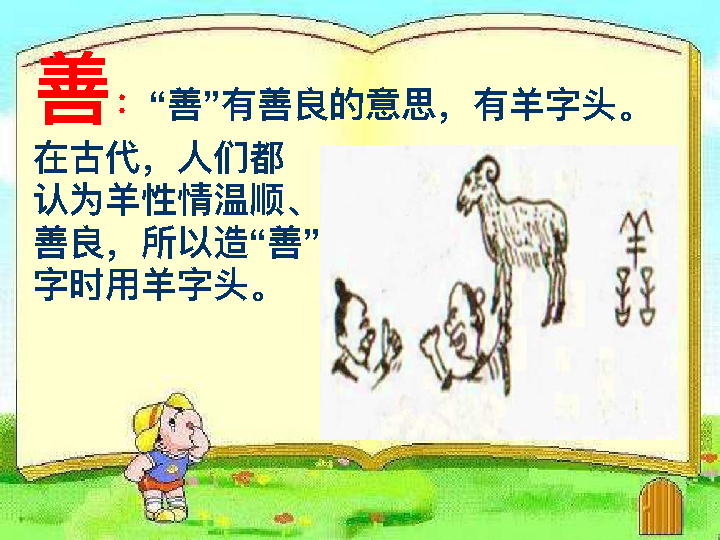 善：“善”有善良的意思，有羊字头。
在古代，人们都
认为羊性情温顺、
善良，所以造“善”
字时用羊字头。